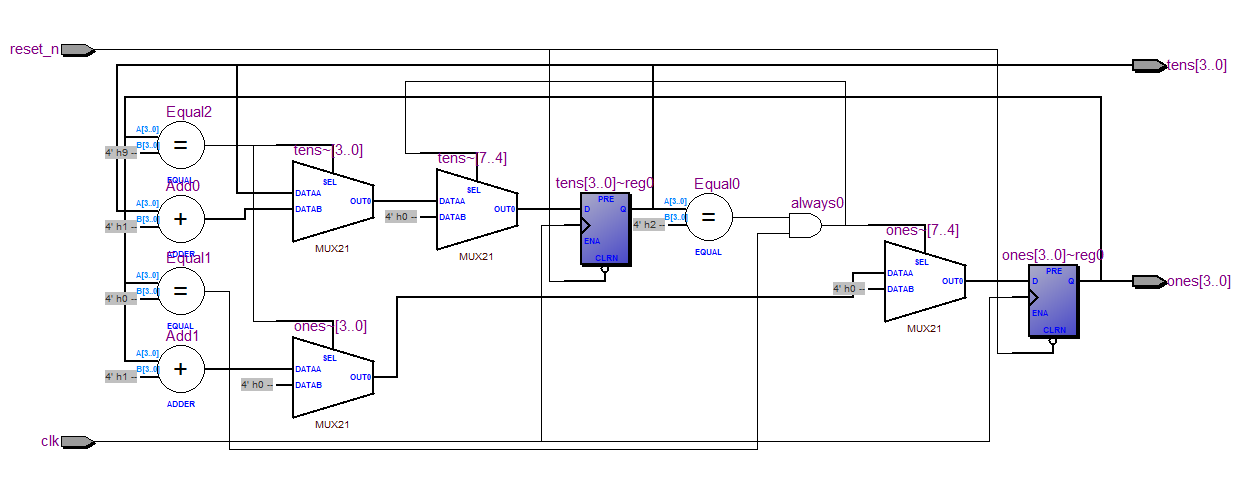 reset_n
tens[3..0]
Equal2
A[3..0]
B[3..0]
4' h9 --
=
EQUAL
tens~[3..0]
SEL
DATAA
DATAB
OUT0
MUX21
tens~[7..4]
SEL
DATAA
DATAB
4' h0 --
OUT0
MUX21
tens[3..0]~reg0
PRE
D
Q
ENA
CLRN
Equal0
A[3..0]
B[3..0]
4' h2 --
=
EQUAL
always0
Add0
A[3..0]
B[3..0]
4' h1 --
+
ADDER
ones~[7..4]
SEL
DATAA
DATAB
4' h0 --
OUT0
MUX21
ones[3..0]~reg0
PRE
D
Q
ENA
CLRN
ones[3..0]
Equal1
A[3..0]
B[3..0]
4' h0 --
=
EQUAL
Add1
A[3..0]
B[3..0]
4' h1 --
+
ADDER
ones~[3..0]
SEL
DATAA
DATAB
4' h0 --
OUT0
MUX21
clk